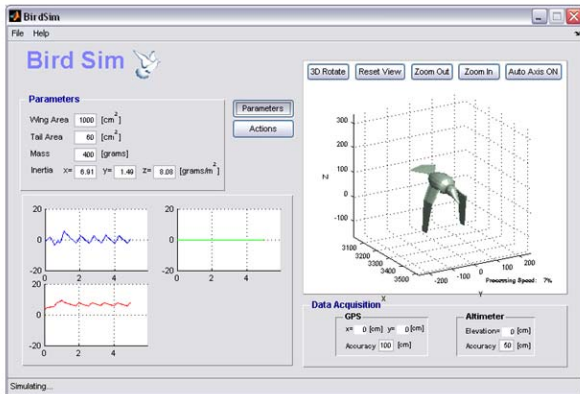 BirdSim
File Help
Bird Sim
Parameters
Wing Area 1000 [cm²]
Tail Area 60 [cm²]
Mass 400 [grams]
Inertia x= 6.91 y= 1.49 z= 8.08 [grams/m²]
Parameters
Actions
20
0
-20
0 2 4
20
0
-20
0 2 4
20
0
-20
0 2 4
3D Rotate Reset View Zoom Out Zoom In Auto Axis ON
300
200
100
0
-100
Z
3100
3200
3300
3400
3500
X
-200
-100
0
100
200
Y
Processing Speed: 7%
Data Acquisition
GPS
x= 0 [cm] y= 0 [cm]
Accuracy 100 [cm]
Altimeter
Elevation= 0 [cm]
Accuracy 50 [cm]
Simulating...